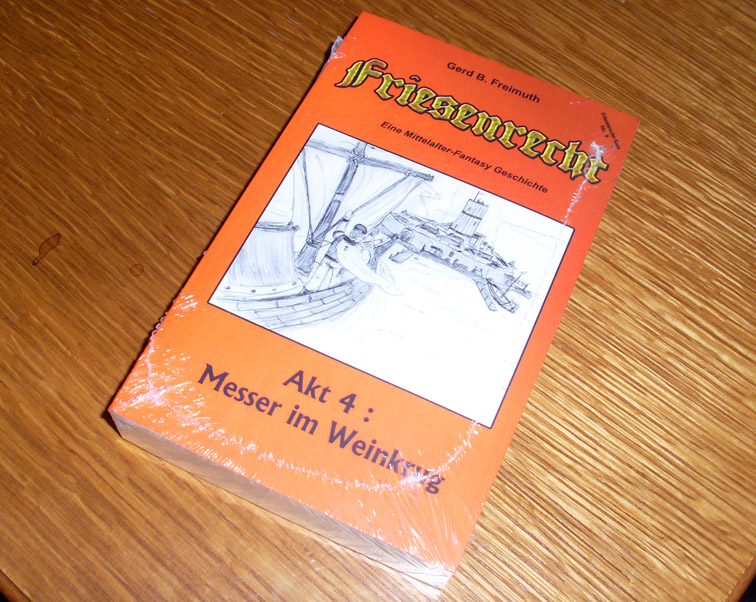 Gerd B. Freimuth
Friesenrecht
Eine Mittelalter-Fantasy Geschichte
Akt 4 :
Messer im Weinkrug